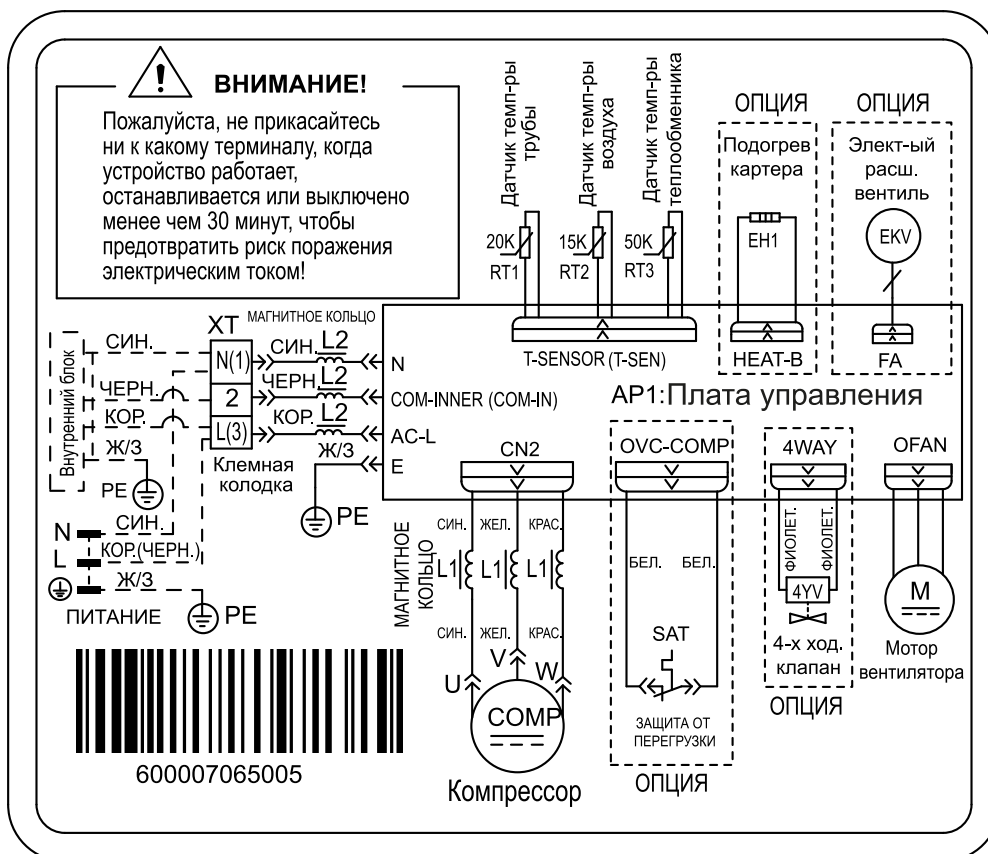 ВНИМАНИЕ!
Пожалуйста, не прикасайтесь
ни к какому терминалу, когда
устройство работает,
останавливается или выключено
менее чем 30 минут, чтобы
предотвратить риск поражения
электрическим током!
Датчик темп-ры
трубы
Датчик темп-ры
воздуха
Датчик темп-ры
теплообменника
20K
RT1
15K
RT2
50K
RT3
T-SENSOR (T-SEN)
ОПЦИЯ
Подогрев
картера
EH1
HEAT-B
ОПЦИЯ
Элект-ый
расш.
вентиль
EKV
FA
Внутренний блок
СИН.
ЧЕРН.
КОР.
Ж/З
PE
XT
N(1)
2
L(3)
Клемная
колодка
МАГНИТНОЕ КОЛЬЦО
СИН.
L2
N
ЧЕРН.
L2
COM-INNER (COM-IN)
КОР.
L2
AC-L
Ж/З
E
PE
AP1:Плата управления
N
СИН.
L
КОР.(ЧЕРН.)
Ж/З
ПИТАНИЕ
PE
CN2
СИН.
ЖЕЛ.
КРАС.
МАГНИТНОЕ
КОЛЬЦО
L1
L1
L1
СИН.
ЖЕЛ.
КРАС.
U
V
W
COMP
Компрессор
OVC-COMP
БЕЛ.
БЕЛ.
SAT
ЗАЩИТА ОТ
ПЕРЕГРУЗКИ
ОПЦИЯ
4WAY
ФИОЛЕТ.
ФИОЛЕТ.
4YV
4-х ход.
клапан
ОПЦИЯ
OFAN
M
Мотор
вентилятора
600007065005